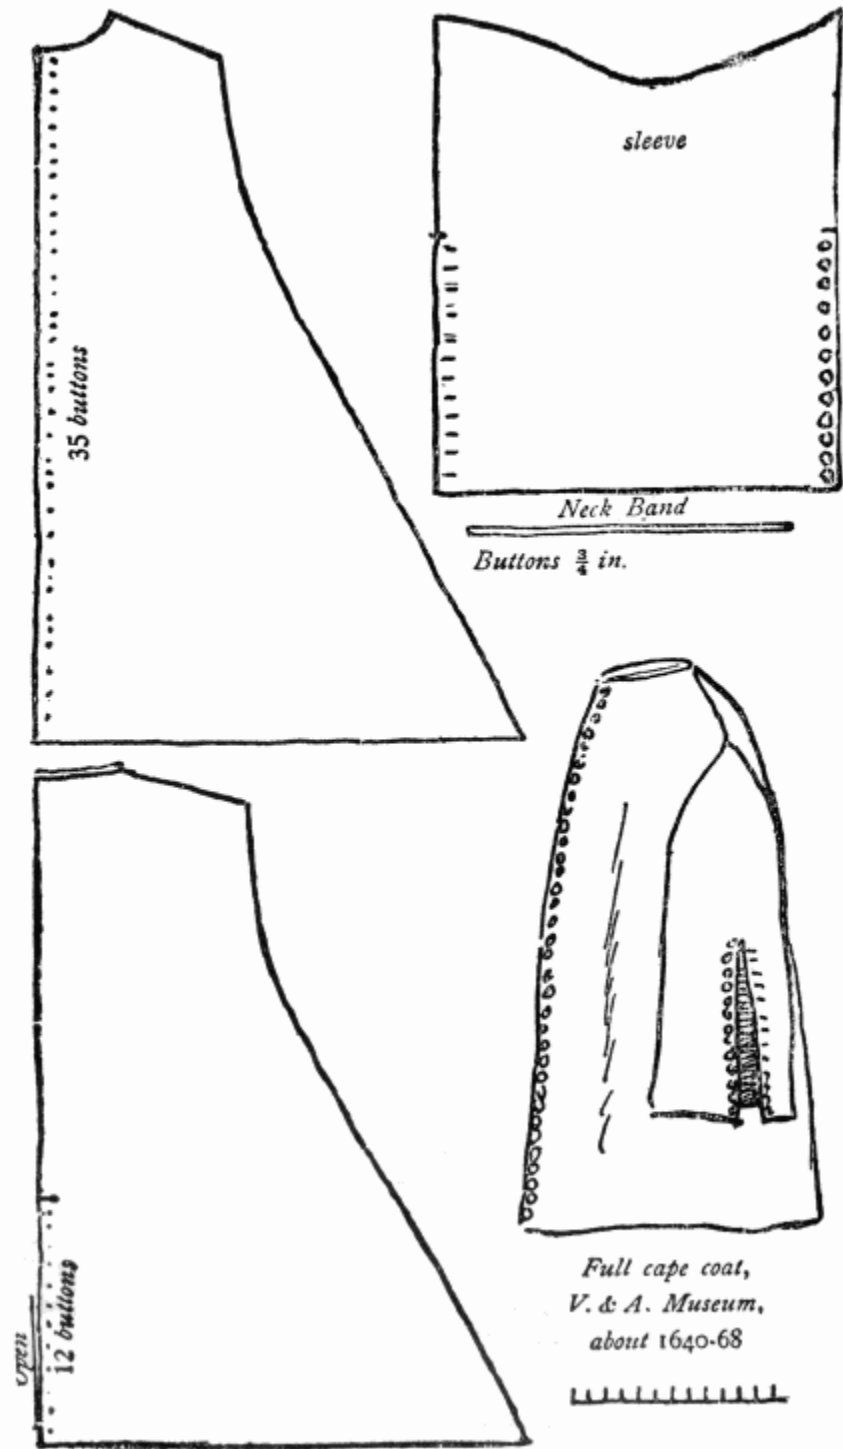 35 buttons
sleeve
Neck Band
Buttons ¾ in.
open
12 buttons
Full cape coat,
V. & A. Museum,
about 1640-68